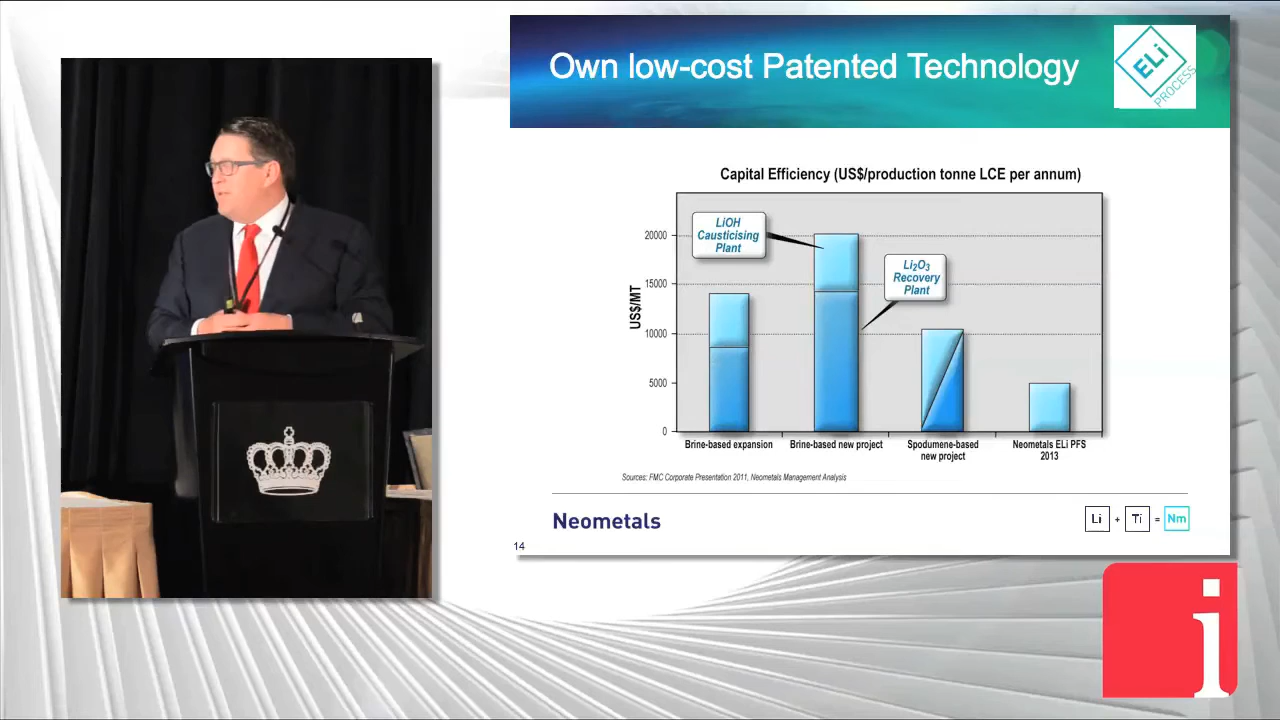 Own low-cost Patented Technology
ELi
PROCESS
Capital Efficiency (US$/production tonne LCE per annum)
US$/MT
20000
15000
10000
5000
0
LiOH
Causticising
Plant
Li₂O₃
Recovery
Plant
Brine-based expansion
Brine-based new project
Spodumene-based
new project
Neometals ELi PFS
2013
Sources: FMC Corporate Presentation 2011, Neometals Management Analysis
Neometals
Li + Ti = Nm
14
i